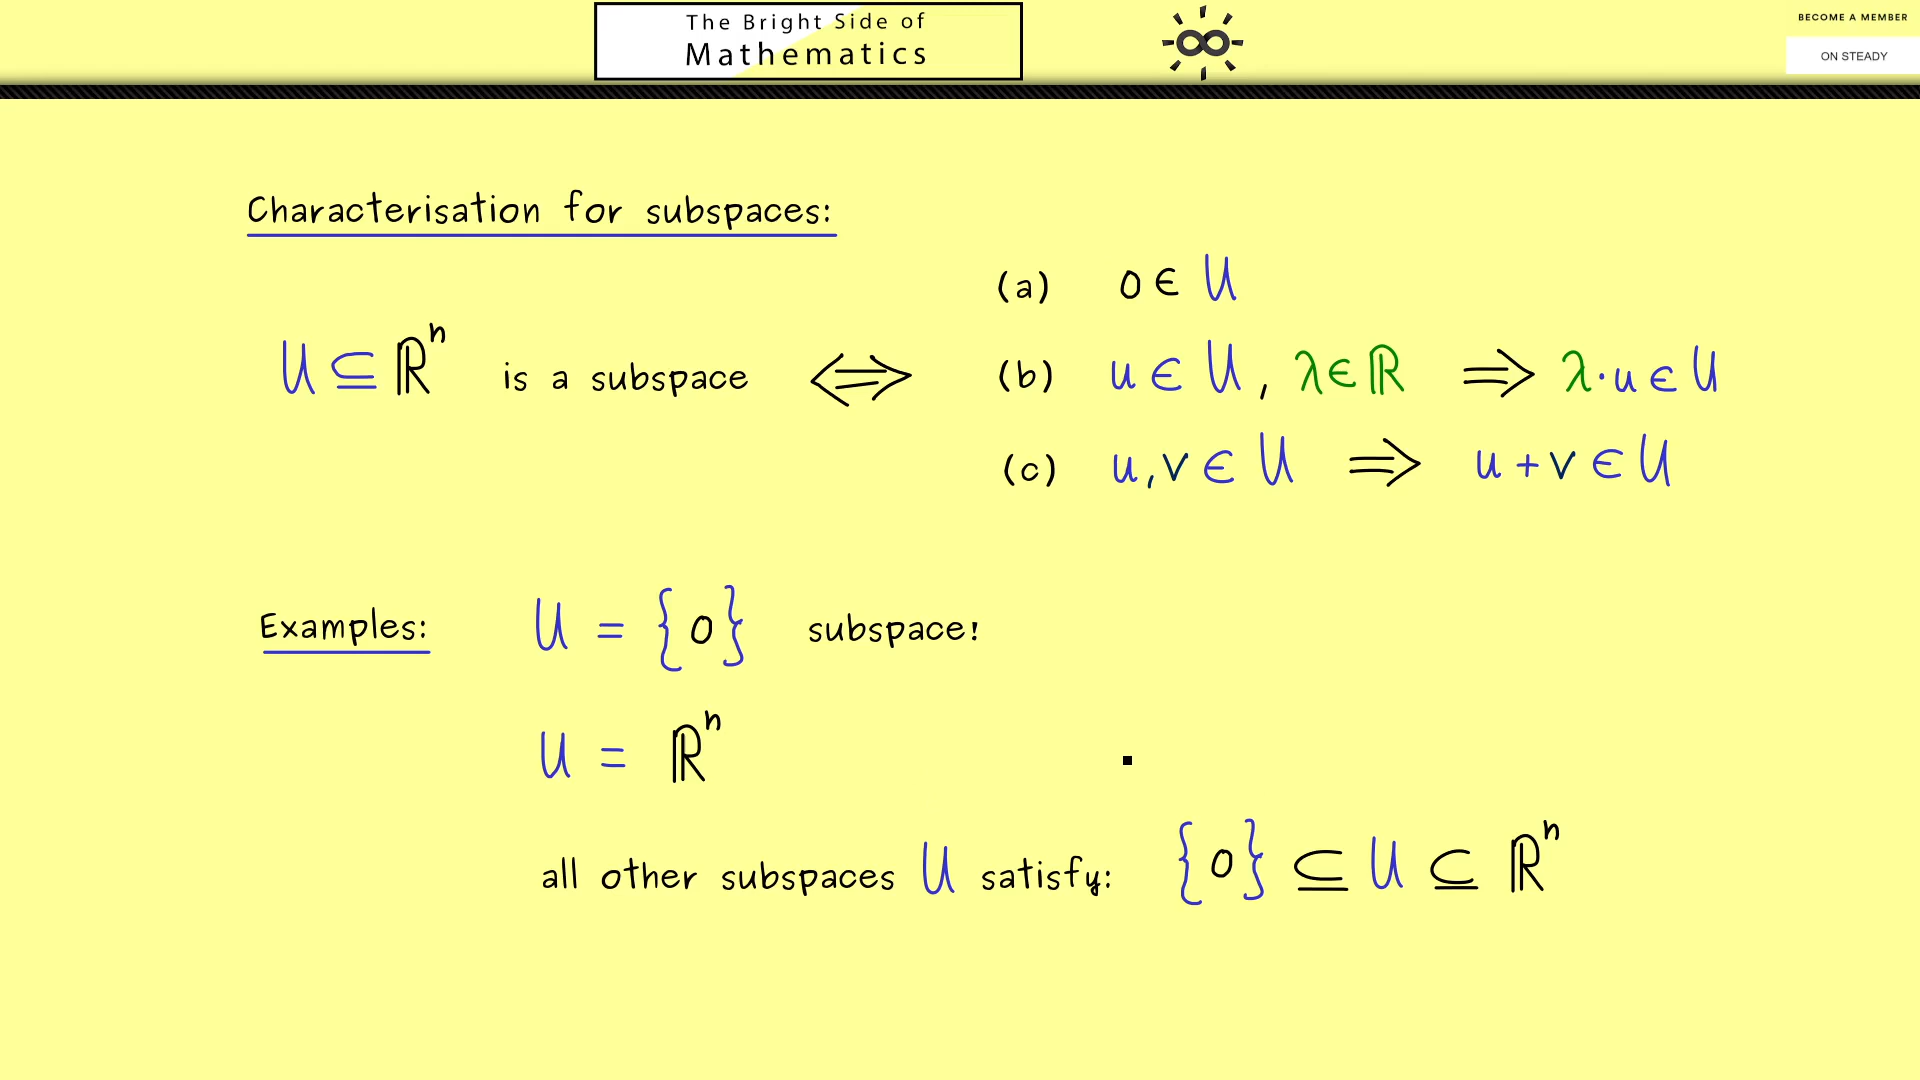 The Bright Side of
Mathematics
BECOME A MEMBER
ON STEADY
Characterisation for subspaces:
(a) 0 ∈ U
U ⊆ ℝⁿ is a subspace ⟺ (b) u ∈ U, λ ∈ ℝ ⟹ λ·u ∈ U
(c) u, v ∈ U ⟹ u + v ∈ U
Examples: U = {0} subspace!
U = ℝⁿ
all other subspaces U satisfy: {0} ⊆ U ⊆ ℝⁿ